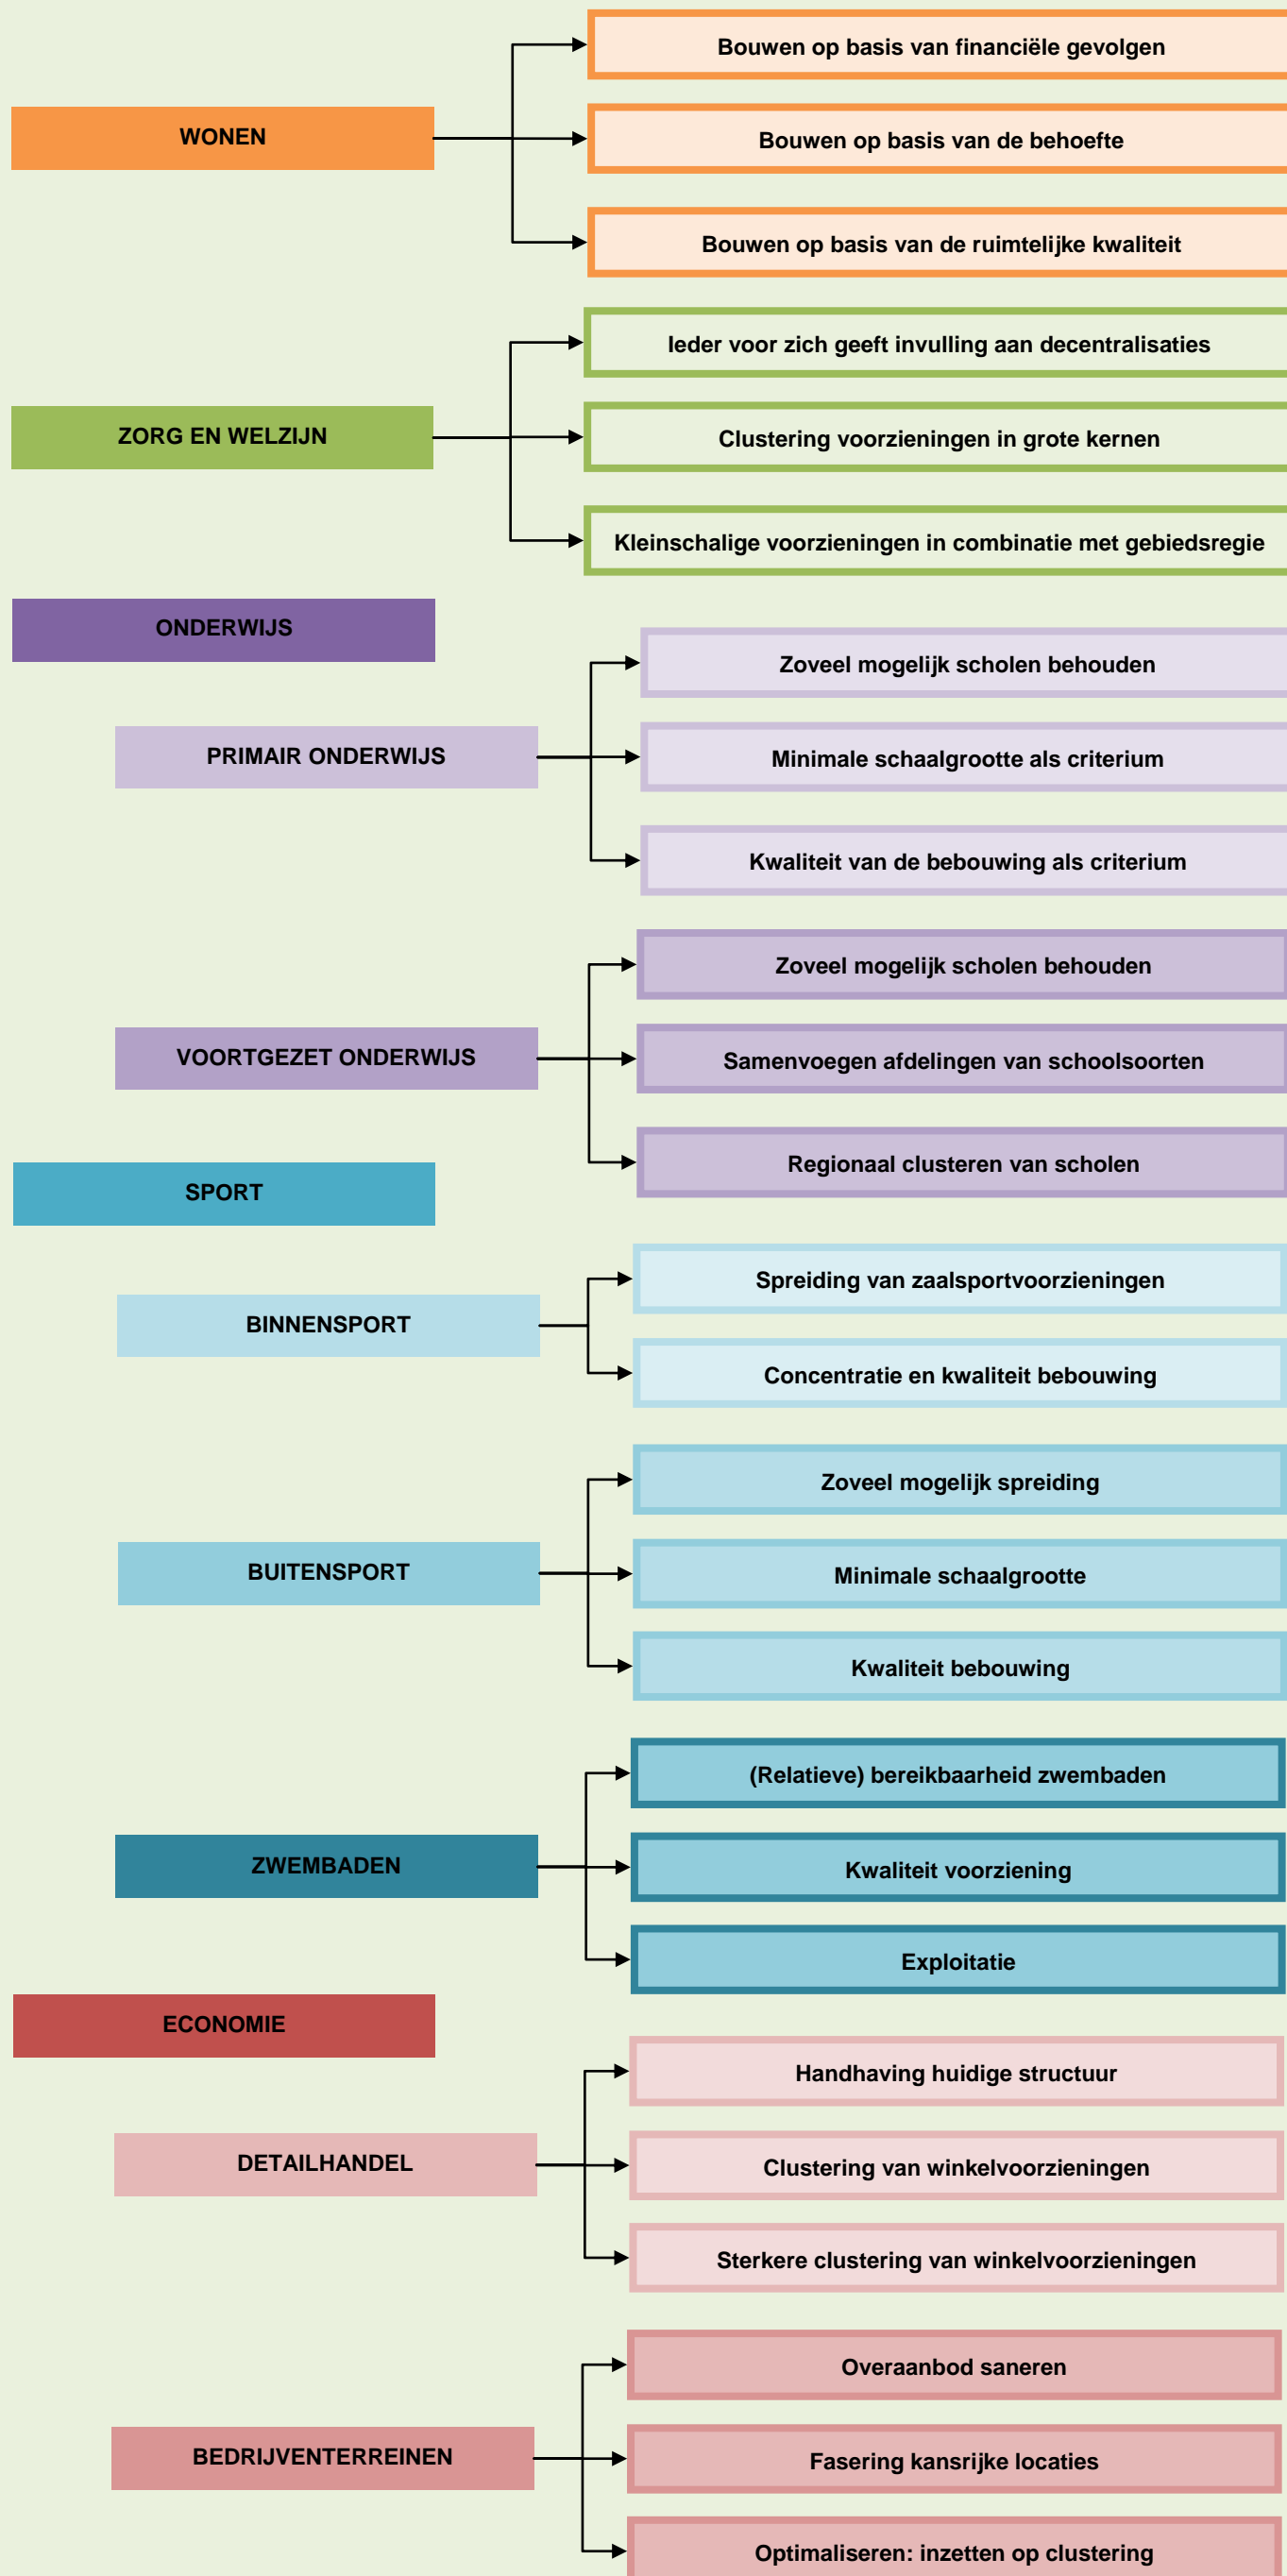 WONEN
Bouwen op basis van financiële gevolgen
Bouwen op basis van de behoefte
Bouwen op basis van de ruimtelijke kwaliteit
ZORG EN WELZIJN
Ieder voor zich geeft invulling aan decentralisaties
Clustering voorzieningen in grote kernen
Kleinschalige voorzieningen in combinatie met gebiedsregie
ONDERWIJS
PRIMAIR ONDERWIJS
Zoveel mogelijk scholen behouden
Minimale schaalgrootte als criterium
Kwaliteit van de bebouwing als criterium
VOORTGEZET ONDERWIJS
Zoveel mogelijk scholen behouden
Samenvoegen afdelingen van schoolsoorten
Regionaal clusteren van scholen
SPORT
BINNENSPORT
Spreiding van zaalsportvoorzieningen
Concentratie en kwaliteit bebouwing
BUITENSPORT
Zoveel mogelijk spreiding
Minimale schaalgrootte
Kwaliteit bebouwing
ZWEMBADEN
(Relatieve) bereikbaarheid zwembaden
Kwaliteit voorziening
Exploitatie
ECONOMIE
DETAILHANDEL
Handhaving huidige structuur
Clustering van winkelvoorzieningen
Sterkere clustering van winkelvoorzieningen
BEDRIJVENTERREINEN
Overaanbod saneren
Fasering kansrijke locaties
Optimaliseren: inzetten op clustering